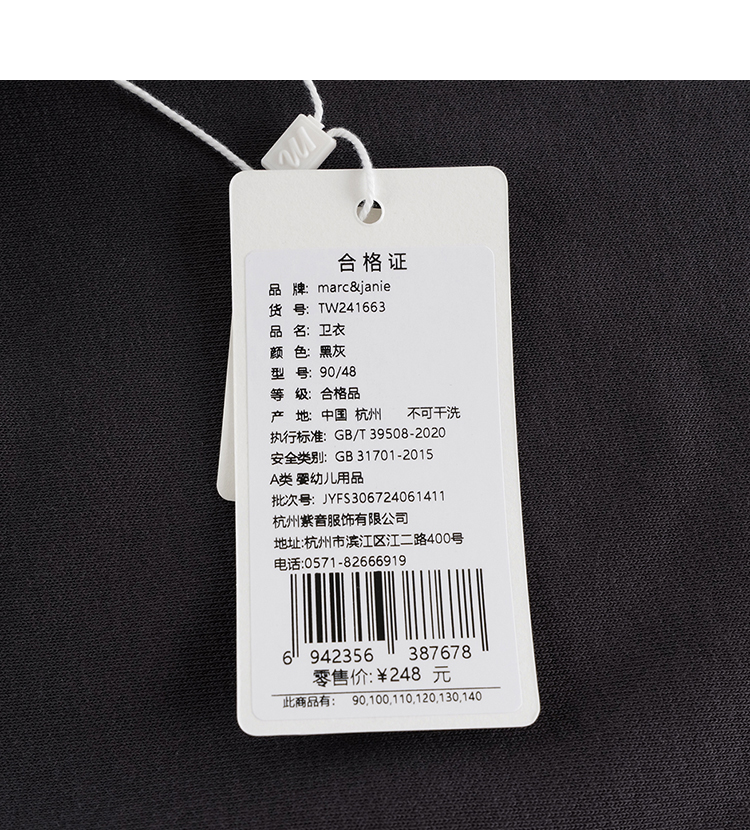 合格证
品 牌: marc&janie
货 号: TW241663
品 名: 卫衣
颜 色: 黑灰
型 号: 90/48
等 级: 合格品
产 地: 中国 杭州 不可干洗
执行标准: GB/T 39508-2020
安全类别: GB 31701-2015
A类 婴幼儿用品
批次号: JYFS306724061411
杭州紫音服饰有限公司
地址:杭州市滨江区江二路400号
电话:0571-82666919
6 942356 387678
零售价:¥248 元
此商品有: 90,100,110,120,130,140